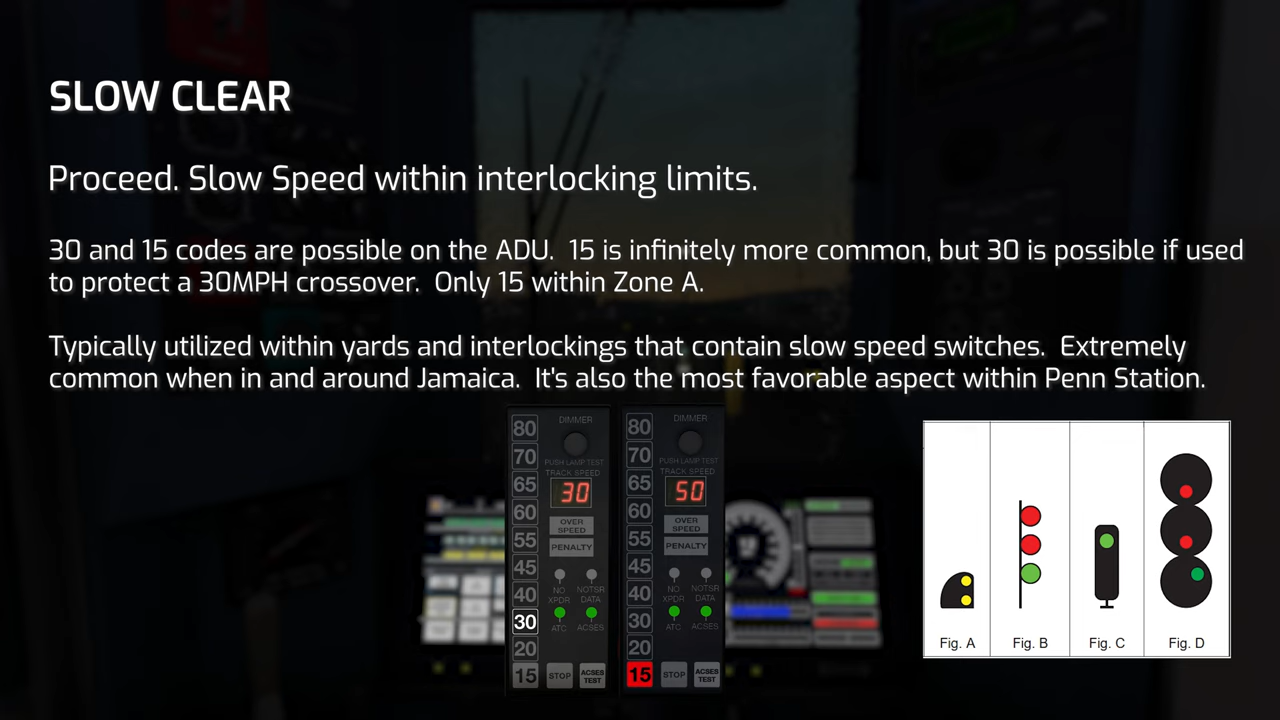 SLOW CLEAR
Proceed. Slow Speed within interlocking limits.
30 and 15 codes are possible on the ADU.  15 is infinitely more common, but 30 is possible if used
to protect a 30MPH crossover.  Only 15 within Zone A.
Typically utilized within yards and interlockings that contain slow speed switches.  Extremely
common when in and around Jamaica.  It's also the most favorable aspect within Penn Station.
80
70
65
60
55
45
40
30
20
15
DIMMER
PUSH LAMP TEST
TRACK SPEED
30
OVER
SPEED
PENALTY
NO
XPDR
NOTSR
DATA
ATC
ACSES
STOP
ACSES
TEST
80
70
65
60
55
45
40
30
20
15
DIMMER
PUSH LAMP TEST
TRACK SPEED
50
OVER
SPEED
PENALTY
NO
XPDR
NOTSR
DATA
ATC
ACSES
STOP
ACSES
TEST
Fig. A
Fig. B
Fig. C
Fig. D